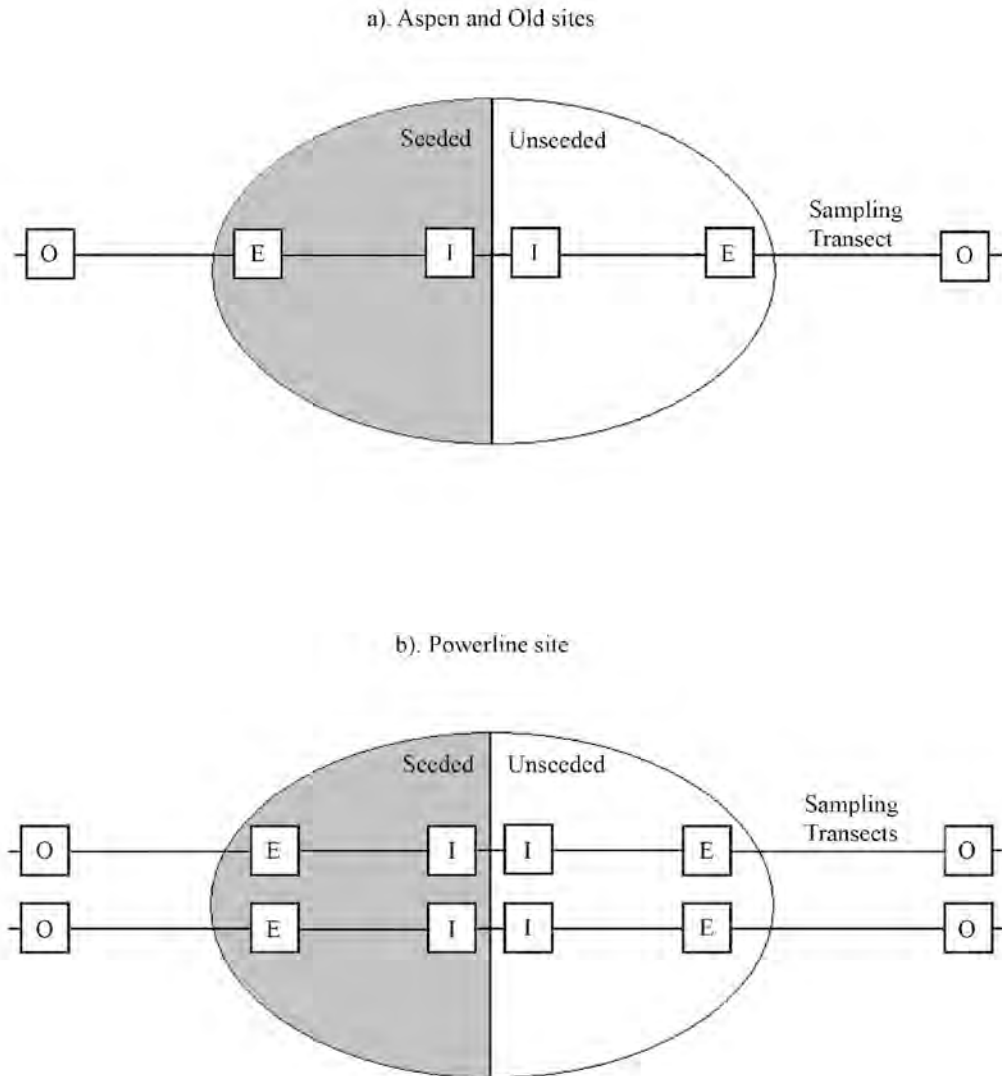 a). Aspen and Old sites
Seeded Unseeded
Sampling
Transect
O E I I E O
b). Powerline site
Seeded Unseeded
Sampling
Transects
O E I I E O
O E I I E O